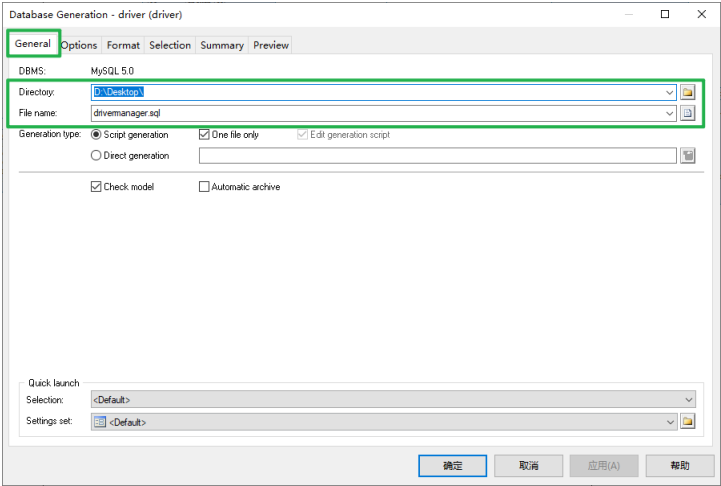 Database Generation - driver (driver)
General Options Format Selection Summary Preview
DBMS: MySQL 5.0
Directory: D:\Desktop\
File name: drivermanager.sql
Generation type: Script generation One file only Edit generation script
Direct generation
Check model Automatic archive
Quick launch
Selection: <Default>
Settings set: <Default>
确定 取消 应用(A) 帮助